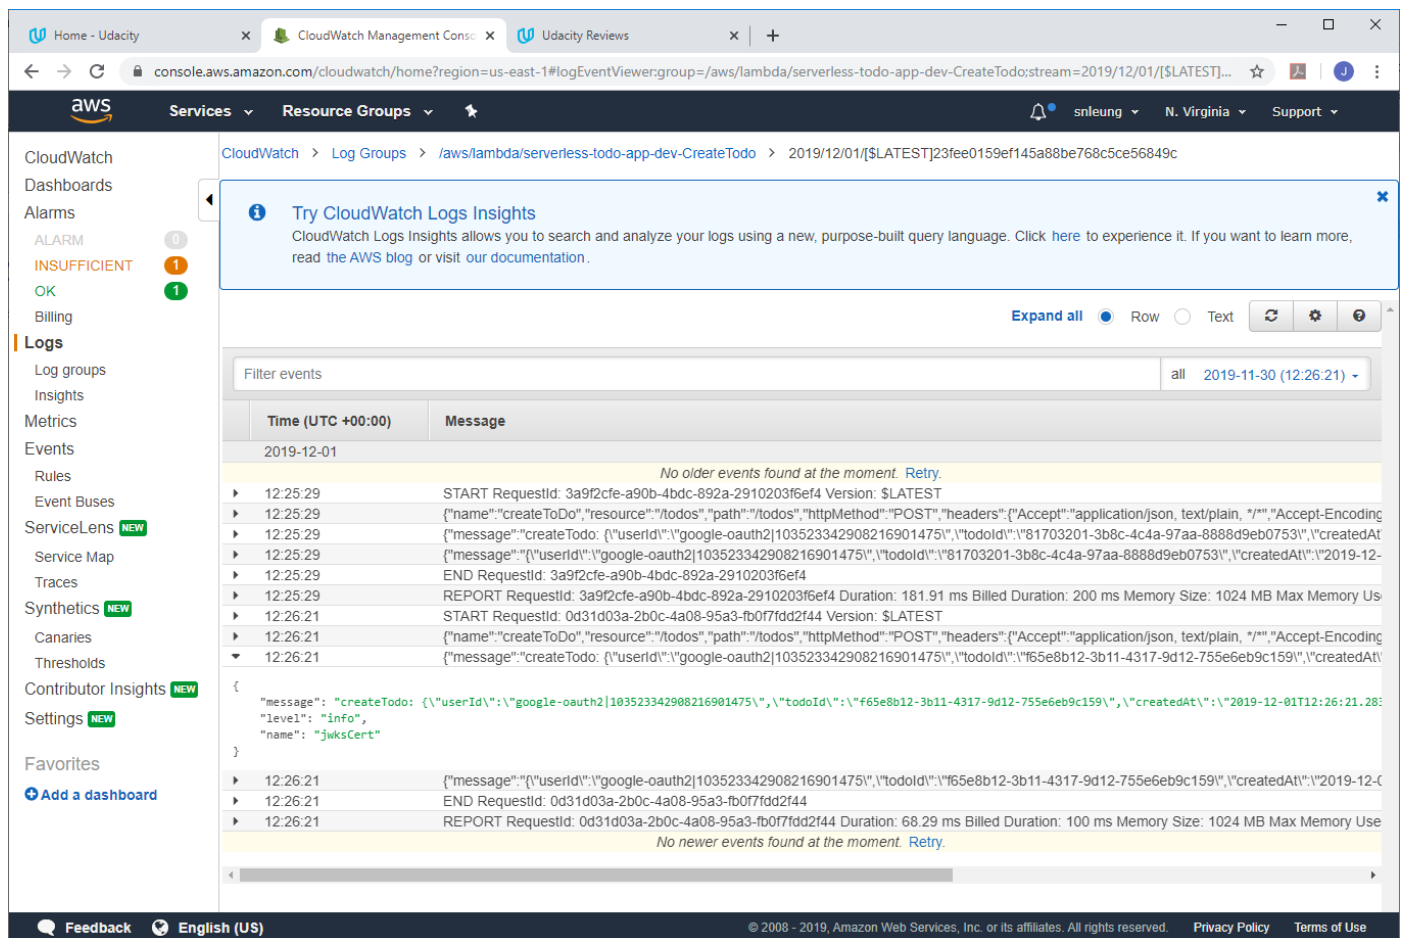 Home - Udacity
CloudWatch Management Conso
Udacity Reviews
console.aws.amazon.com/cloudwatch/home?region=us-east-1#logEventViewer:group=/aws/lambda/serverless-todo-app-dev-CreateTodo;stream=2019/12/01/[$LATEST]...
J
aws
Services
Resource Groups
snleung
N. Virginia
Support
CloudWatch
Dashboards
Alarms
ALARM 0
INSUFFICIENT 1
OK 1
Billing
Logs
Log groups
Insights
Metrics
Events
Rules
Event Buses
ServiceLens NEW
Service Map
Traces
Synthetics NEW
Canaries
Thresholds
Contributor Insights NEW
Settings NEW
Favorites
Add a dashboard
CloudWatch > Log Groups > /aws/lambda/serverless-todo-app-dev-CreateTodo > 2019/12/01/[$LATEST]23fee0159ef145a88be768c5ce56849c
Try CloudWatch Logs Insights
CloudWatch Logs Insights allows you to search and analyze your logs using a new, purpose-built query language. Click here to experience it. If you want to learn more,
read the AWS blog or visit our documentation.
Expand all Row Text
Filter events
all 2019-11-30 (12:26:21)
Time (UTC +00:00) Message
2019-12-01
No older events found at the moment. Retry.
12:25:29 START RequestId: 3a9f2cfe-a90b-4bdc-892a-2910203f6ef4 Version: $LATEST
12:25:29 {"name":"createToDo","resource":"/todos","path":"/todos","httpMethod":"POST","headers":{"Accept":"application/json, text/plain, */*","Accept-Encoding
12:25:29 {"message":"createTodo: {\"userId\":\"google-oauth2|103523342908216901475\",\"todoId\":\"81703201-3b8c-4c4a-97aa-8888d9eb0753\",\"createdAt
12:25:29 {"message":"{\"userId\":\"google-oauth2|103523342908216901475\",\"todoId\":\"81703201-3b8c-4c4a-97aa-8888d9eb0753\",\"createdAt\":\"2019-12-
12:25:29 END RequestId: 3a9f2cfe-a90b-4bdc-892a-2910203f6ef4
12:25:29 REPORT RequestId: 3a9f2cfe-a90b-4bdc-892a-2910203f6ef4 Duration: 181.91 ms Billed Duration: 200 ms Memory Size: 1024 MB Max Memory Us
12:26:21 START RequestId: 0d31d03a-2b0c-4a08-95a3-fb0f7fdd2f44 Version: $LATEST
12:26:21 {"name":"createToDo","resource":"/todos","path":"/todos","httpMethod":"POST","headers":{"Accept":"application/json, text/plain, */*","Accept-Encoding
12:26:21 {"message":"createTodo: {\"userId\":\"google-oauth2|103523342908216901475\",\"todoId\":\"f65e8b12-3b11-4317-9d12-755e6eb9c159\",\"createdAt\
{
"message": "createTodo: {\"userId\":\"google-oauth2|103523342908216901475\",\"todoId\":\"f65e8b12-3b11-4317-9d12-755e6eb9c159\",\"createdAt\":\"2019-12-01T12:26:21.283
"level": "info",
"name": "jwksCert"
}
12:26:21 {"message":"{\"userId\":\"google-oauth2|103523342908216901475\",\"todoId\":\"f65e8b12-3b11-4317-9d12-755e6eb9c159\",\"createdAt\":\"2019-12-0
12:26:21 END RequestId: 0d31d03a-2b0c-4a08-95a3-fb0f7fdd2f44
12:26:21 REPORT RequestId: 0d31d03a-2b0c-4a08-95a3-fb0f7fdd2f44 Duration: 68.29 ms Billed Duration: 100 ms Memory Size: 1024 MB Max Memory Use
No newer events found at the moment. Retry.
Feedback
English (US)
© 2008 - 2019, Amazon Web Services, Inc. or its affiliates. All rights reserved. Privacy Policy Terms of Use